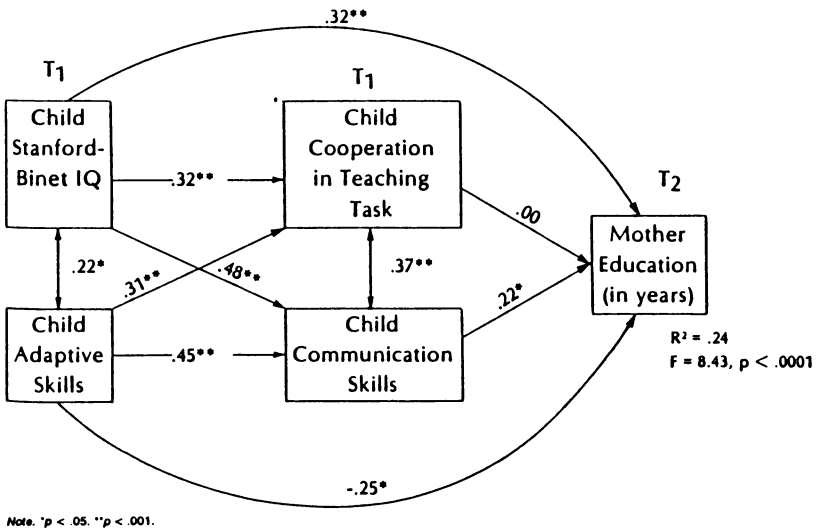 .32**
T1
T1
Child
Stanford-
Binet IQ
.32**
Child
Cooperation
in Teaching
Task
.00
T2
Mother
Education
(in years)
.22*
.31**
.48**
.37**
.22*
Child
Adaptive
Skills
.45**
Child
Communication
Skills
R² = .24
F = 8.43, p < .0001
-.25*
Note. *p < .05. **p < .001.